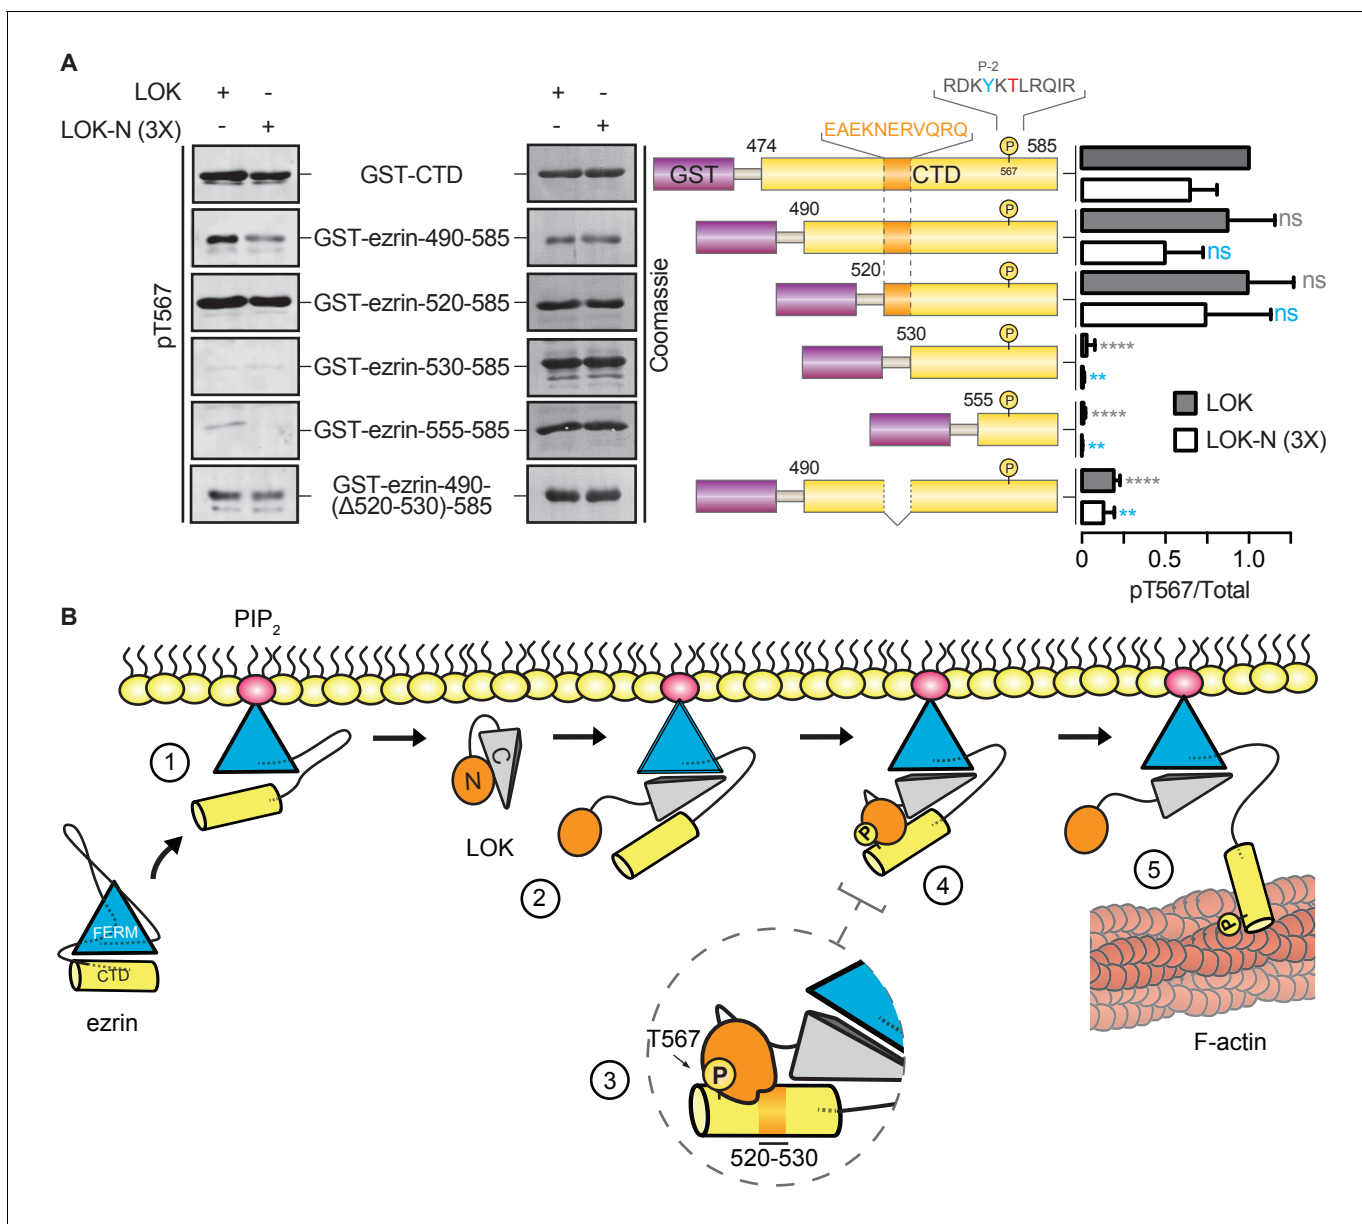 A
LOK + -
LOK-N (3X) - +
+ -
- +
pT567
GST-CTD
GST-ezrin-490-585
GST-ezrin-520-585
GST-ezrin-530-585
GST-ezrin-555-585
GST-ezrin-490-
(Δ520-530)-585
Coomassie
P-2
RDKYKTLRQIR
EAEKNERVQRQ
474
P
585
GST
CTD
567
490
P
520
P
530
P
555
P
490
P
ns
ns
ns
ns
****
**
****
**
****
**
LOK
LOK-N (3X)
0 0.5 1.0
pT567/Total
B
PIP2
1
FERM
CTD
ezrin
N
C
LOK
2
P
4
5
P
F-actin
T567
P
3
520-530